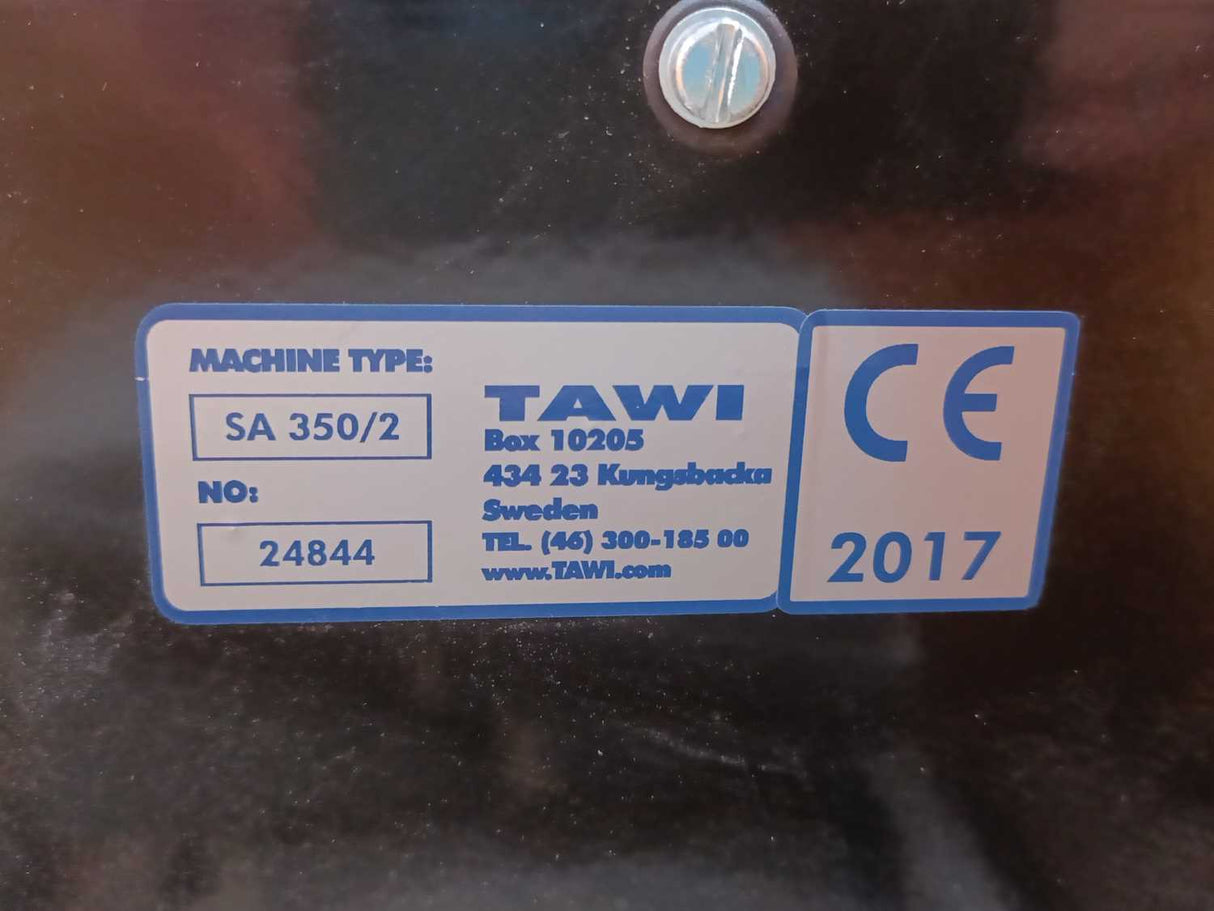 MACHINE TYPE:
SA 350/2
NO:
24844
TAWI
Box 10205
434 23 Kungsbacka
Sweden
TEL. (46) 300-185 00
www.TAWI.com
CE
2017